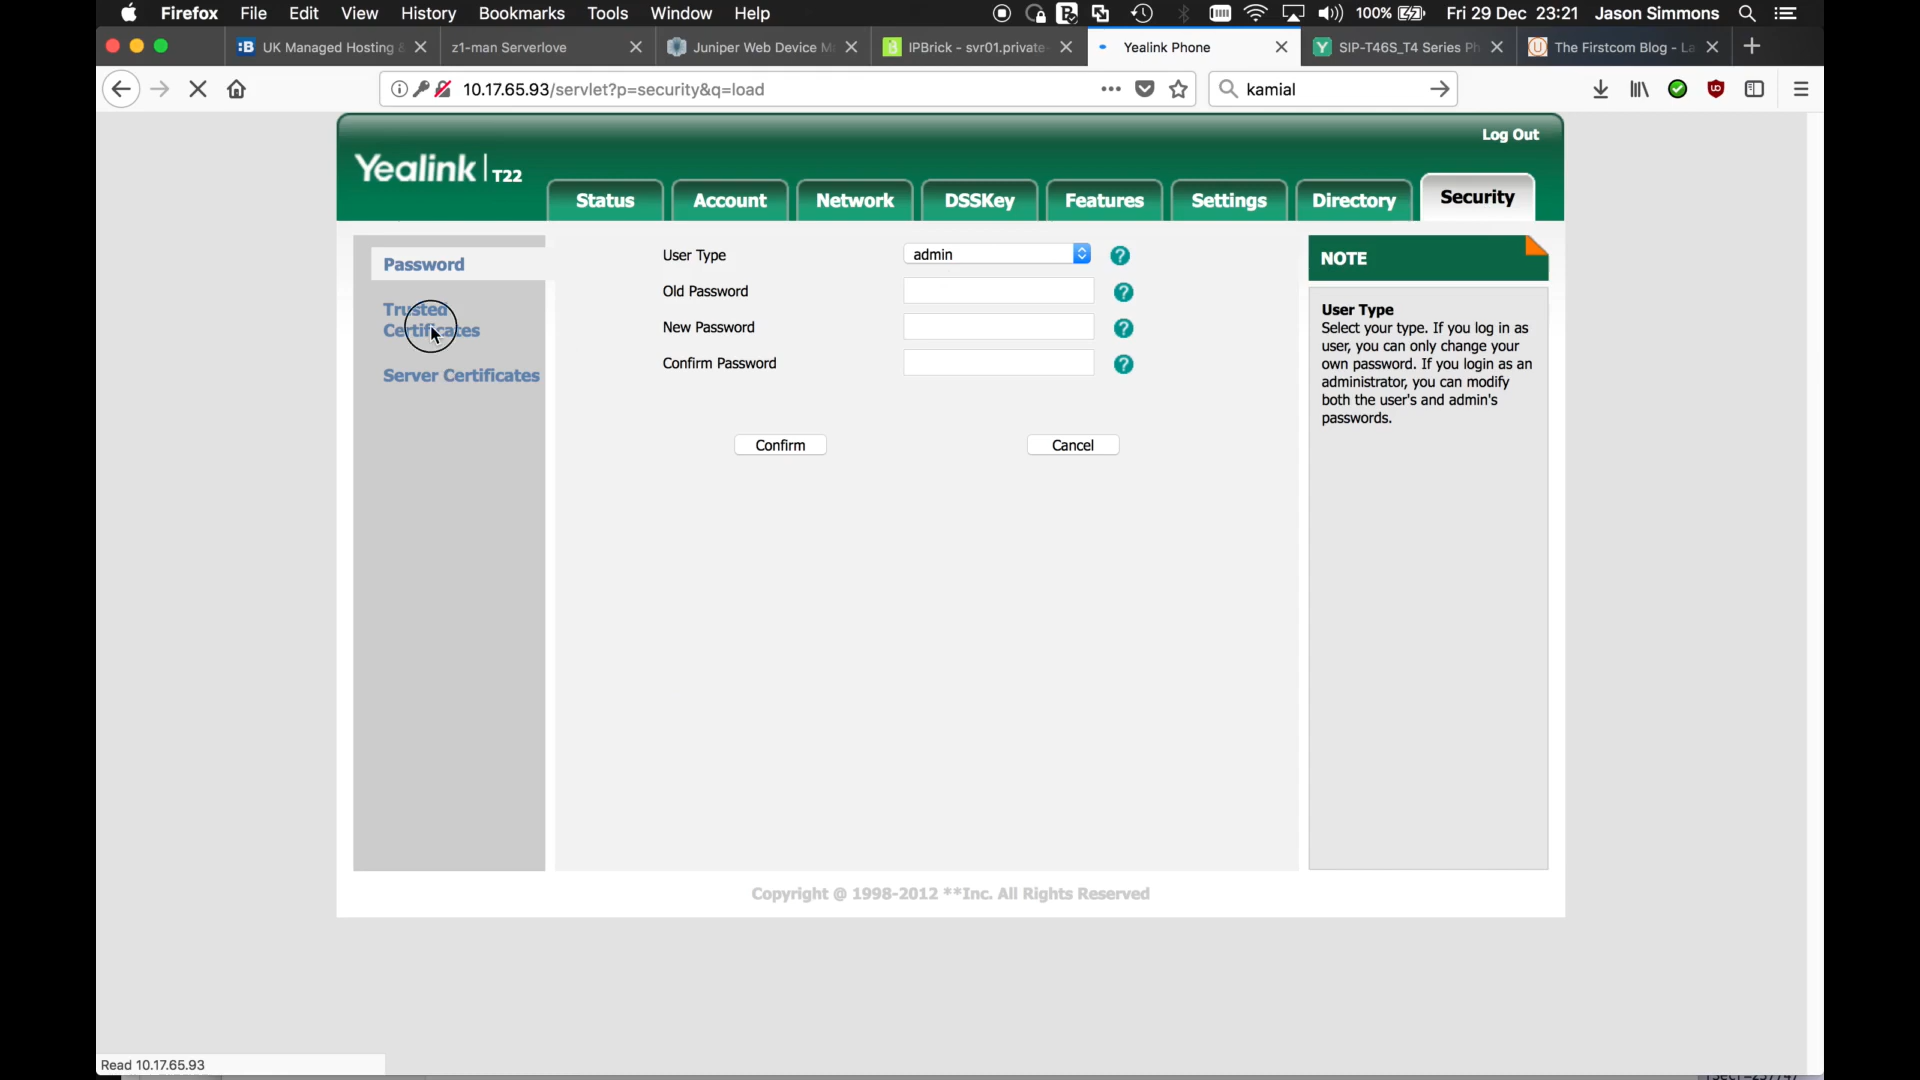 Firefox File Edit View History Bookmarks Tools Window Help 100% Fri 29 Dec 23:21 Jason Simmons
UK Managed Hosting & z1-man Serverlove Juniper Web Device M IPBrick - svr01.private Yealink Phone SIP-T46S_T4 Series Ph The Firstcom Blog - La
10.17.65.93/servlet?p=security&q=load kamial
Log Out
Yealink T22
Status Account Network DSSKey Features Settings Directory Security
Password
Trusted
Certificates
Server Certificates
User Type admin ?
Old Password ?
New Password ?
Confirm Password ?
Confirm Cancel
NOTE
User Type
Select your type. If you log in as
user, you can only change your
own password. If you login as an
administrator, you can modify
both the user's and admin's
passwords.
Copyright @ 1998-2012 **Inc. All Rights Reserved
Read 10.17.65.93